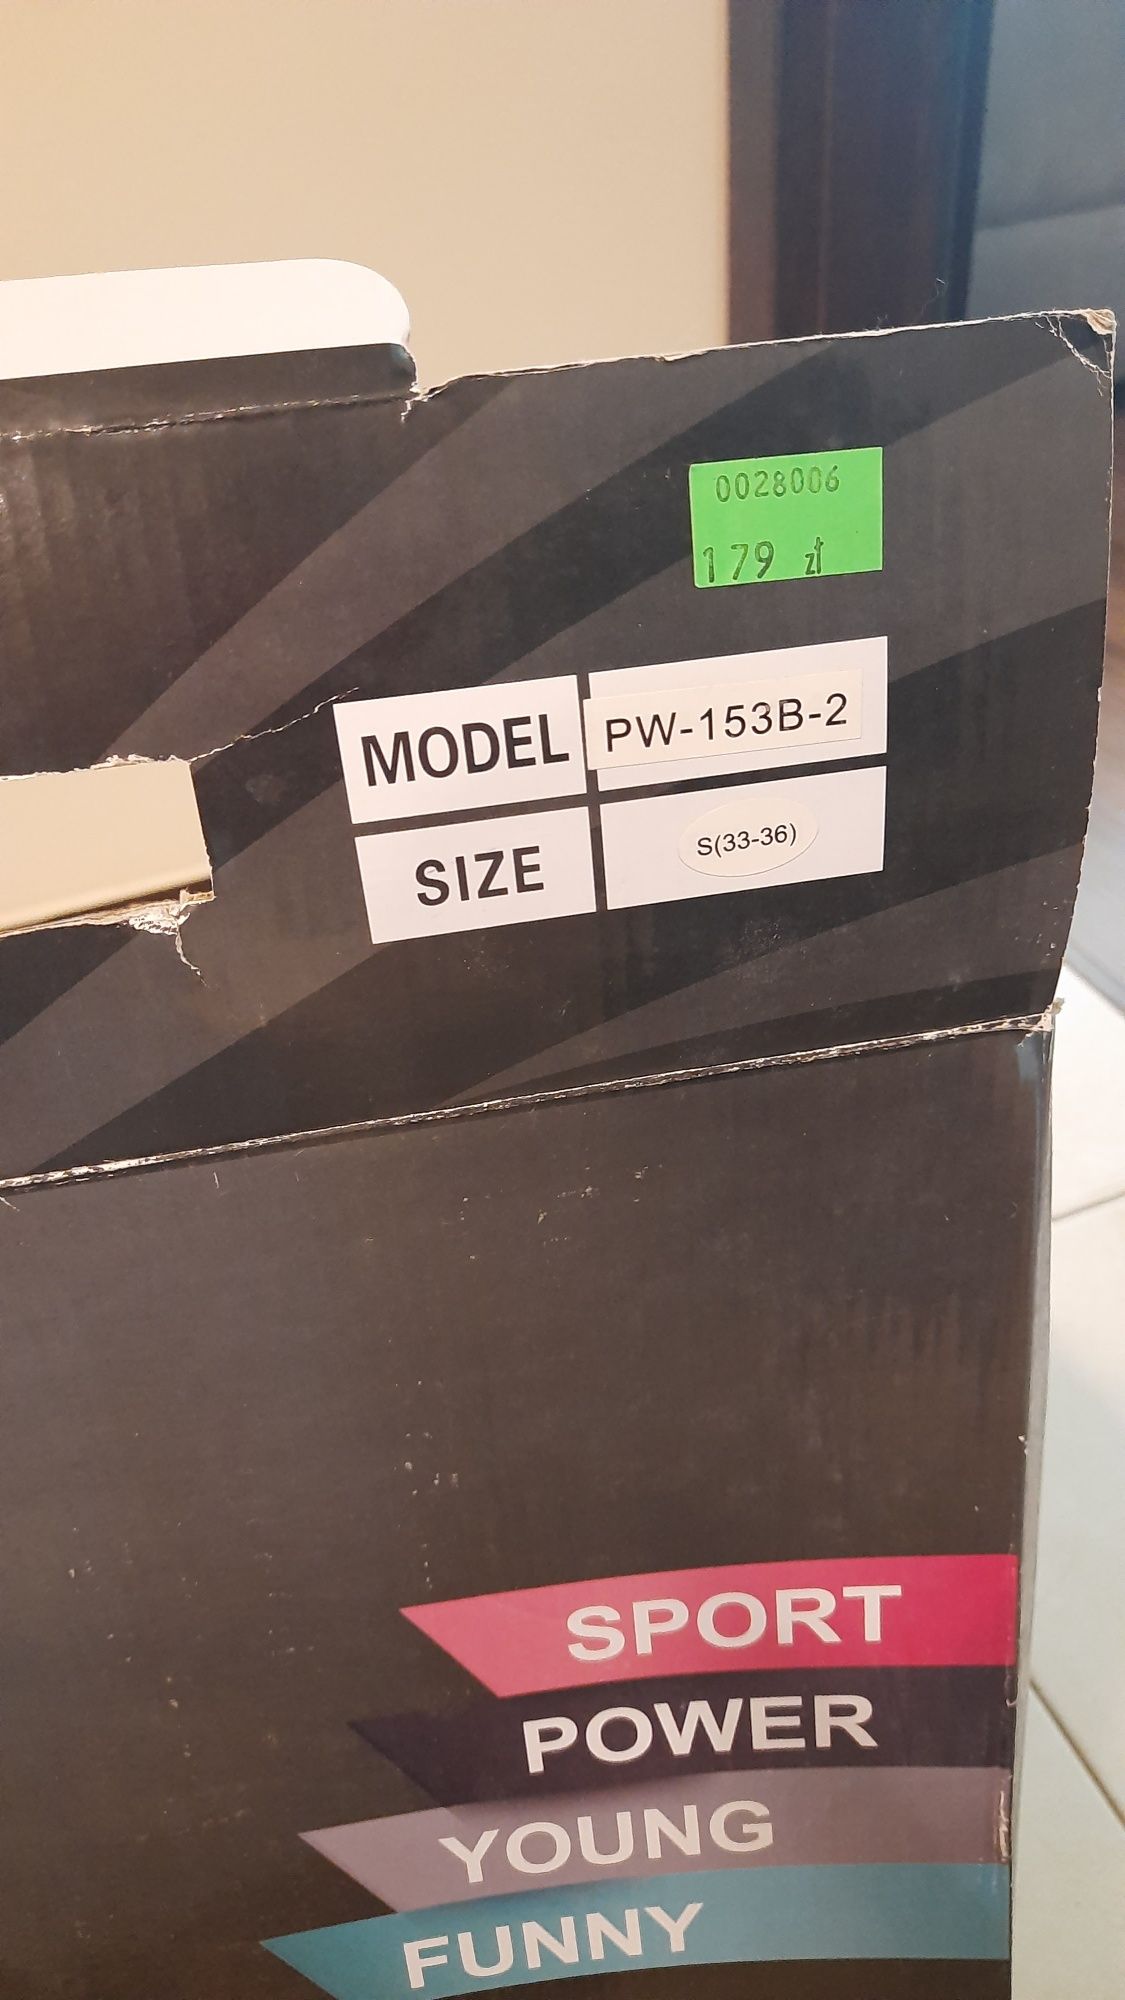 0028006
179 zł
MODEL PW-153B-2
SIZE S(33-36)
SPORT
POWER
YOUNG
FUNNY